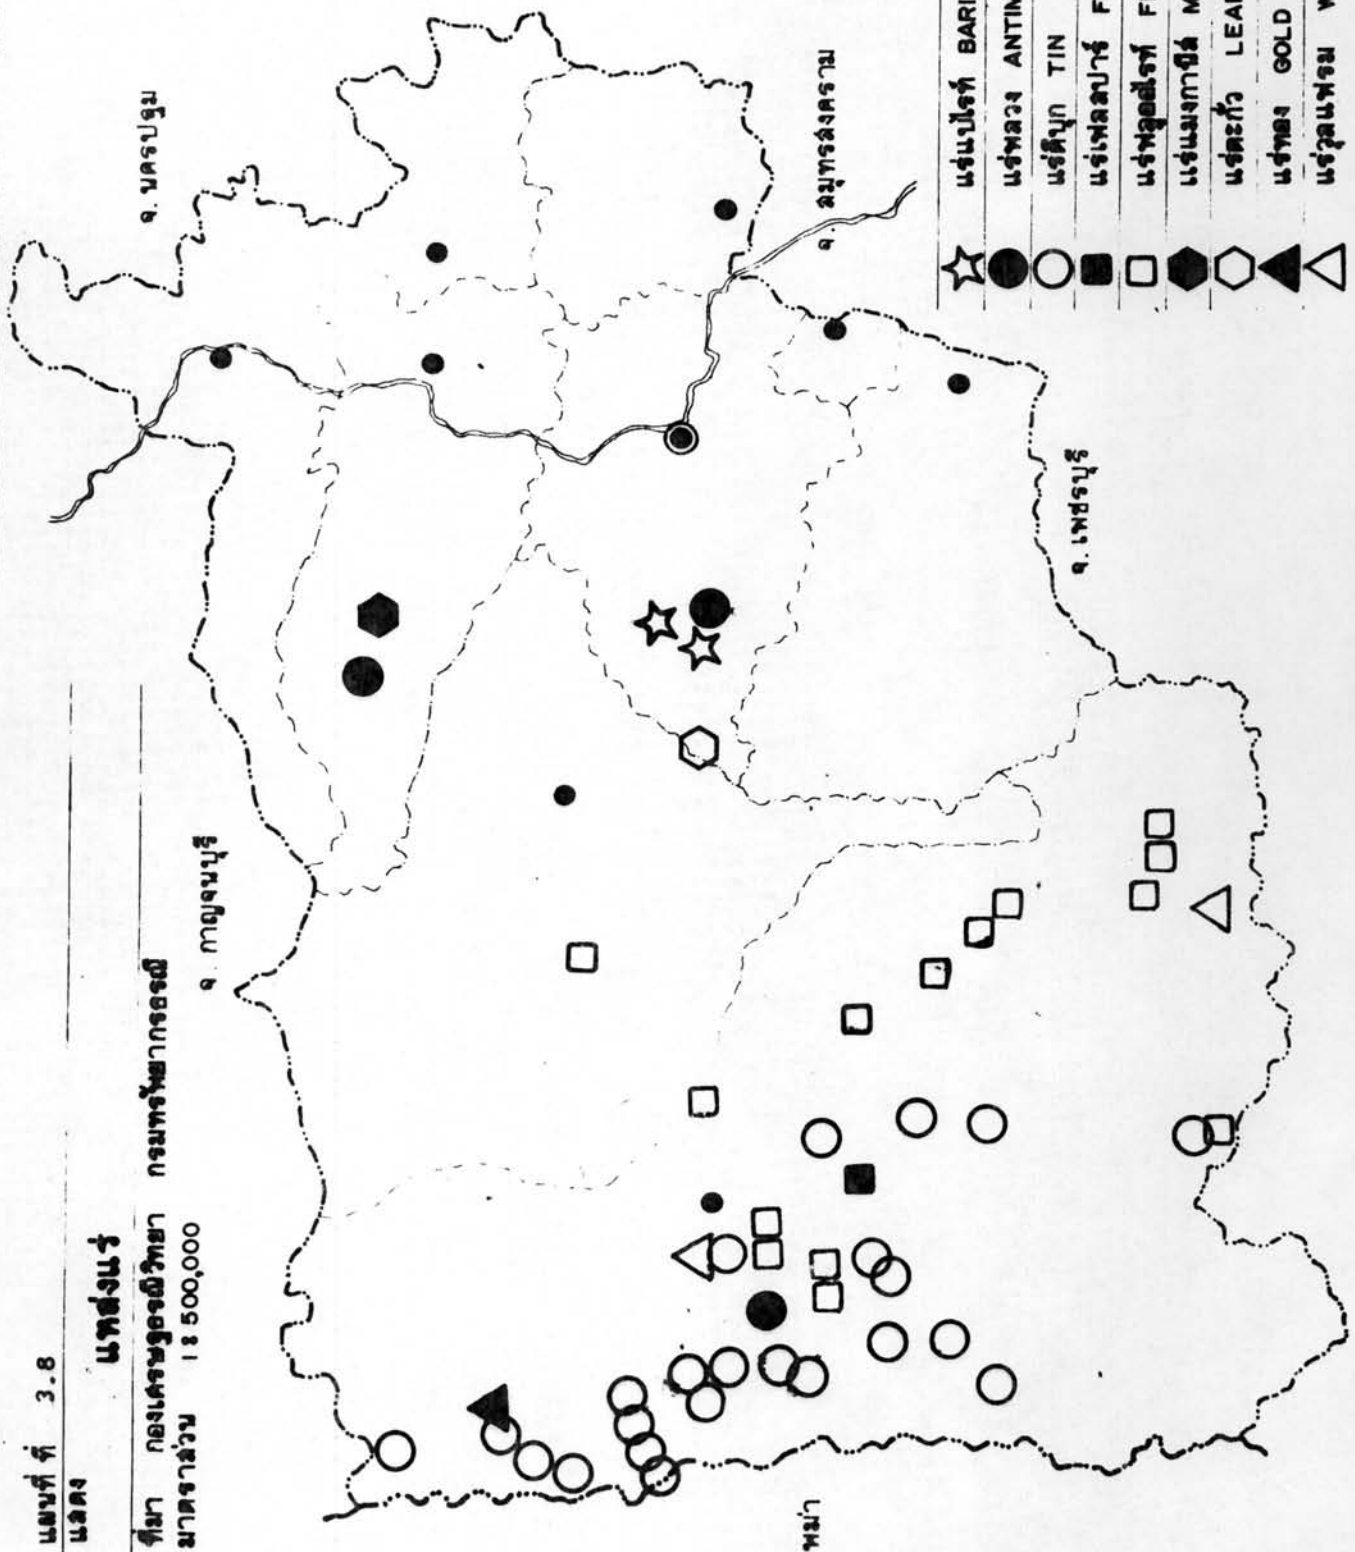 แผนที่ ที่ 3.8
แสดง
แหล่งแร่
ที่มา กองเศรษฐธรณีวิทยา กรมทรัพยากรธรณี
มาตราส่วน 1 : 500,000
จ. กาญจนบุรี
จ. นครปฐม
จ. สมุทรสงคราม
จ. เพชรบุรี
พม่า
แร่แบไรท์ BARI
แร่พลวง ANTIM
แร่ดีบุก TIN
แร่เฟลสปาร์ F
แร่ฟลูออไรท์ F
แร่แมงกานีส M
แร่ตะกั่ว LEA
แร่ทอง GOLD
แร่วุลแฟรม W